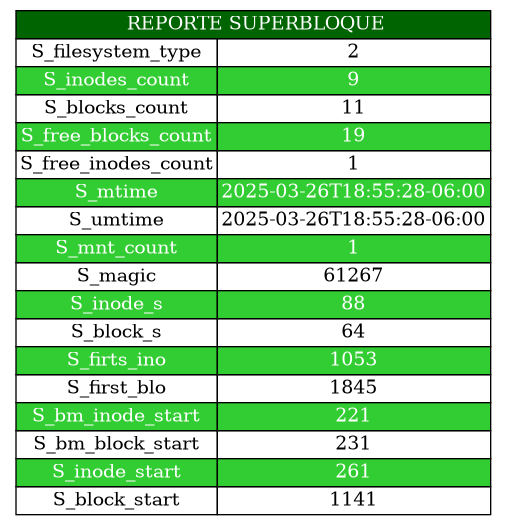 REPORTE SUPERBLOQUE
S_filesystem_type 2
S_inodes_count 9
S_blocks_count 11
S_free_blocks_count 19
S_free_inodes_count 1
S_mtime 2025-03-26T18:55:28-06:00
S_umtime 2025-03-26T18:55:28-06:00
S_mnt_count 1
S_magic 61267
S_inode_s 88
S_block_s 64
S_firts_ino 1053
S_first_blo 1845
S_bm_inode_start 221
S_bm_block_start 231
S_inode_start 261
S_block_start 1141